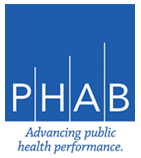 PHAB
Advancing public
health performance.